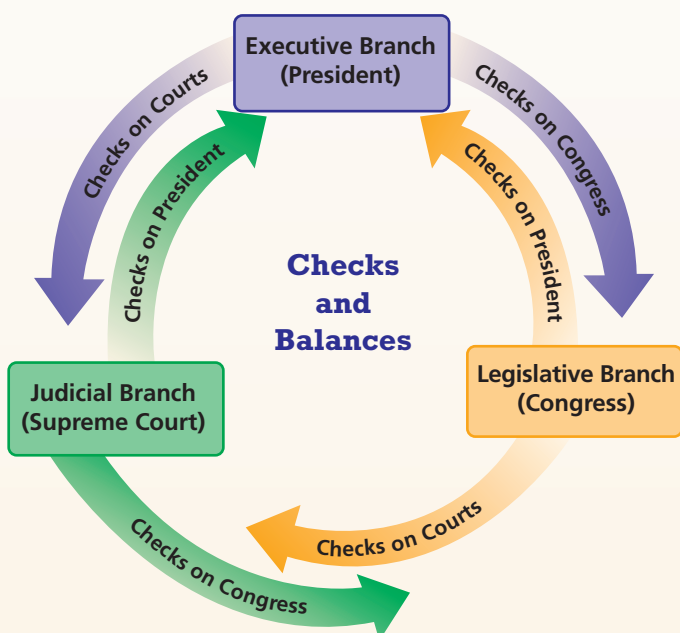 Executive Branch
(President)
Checks on Courts
Checks on President
Checks on Congress
Checks on President
Checks
and
Balances
Judicial Branch
(Supreme Court)
Legislative Branch
(Congress)
Checks on Courts
Checks on Congress